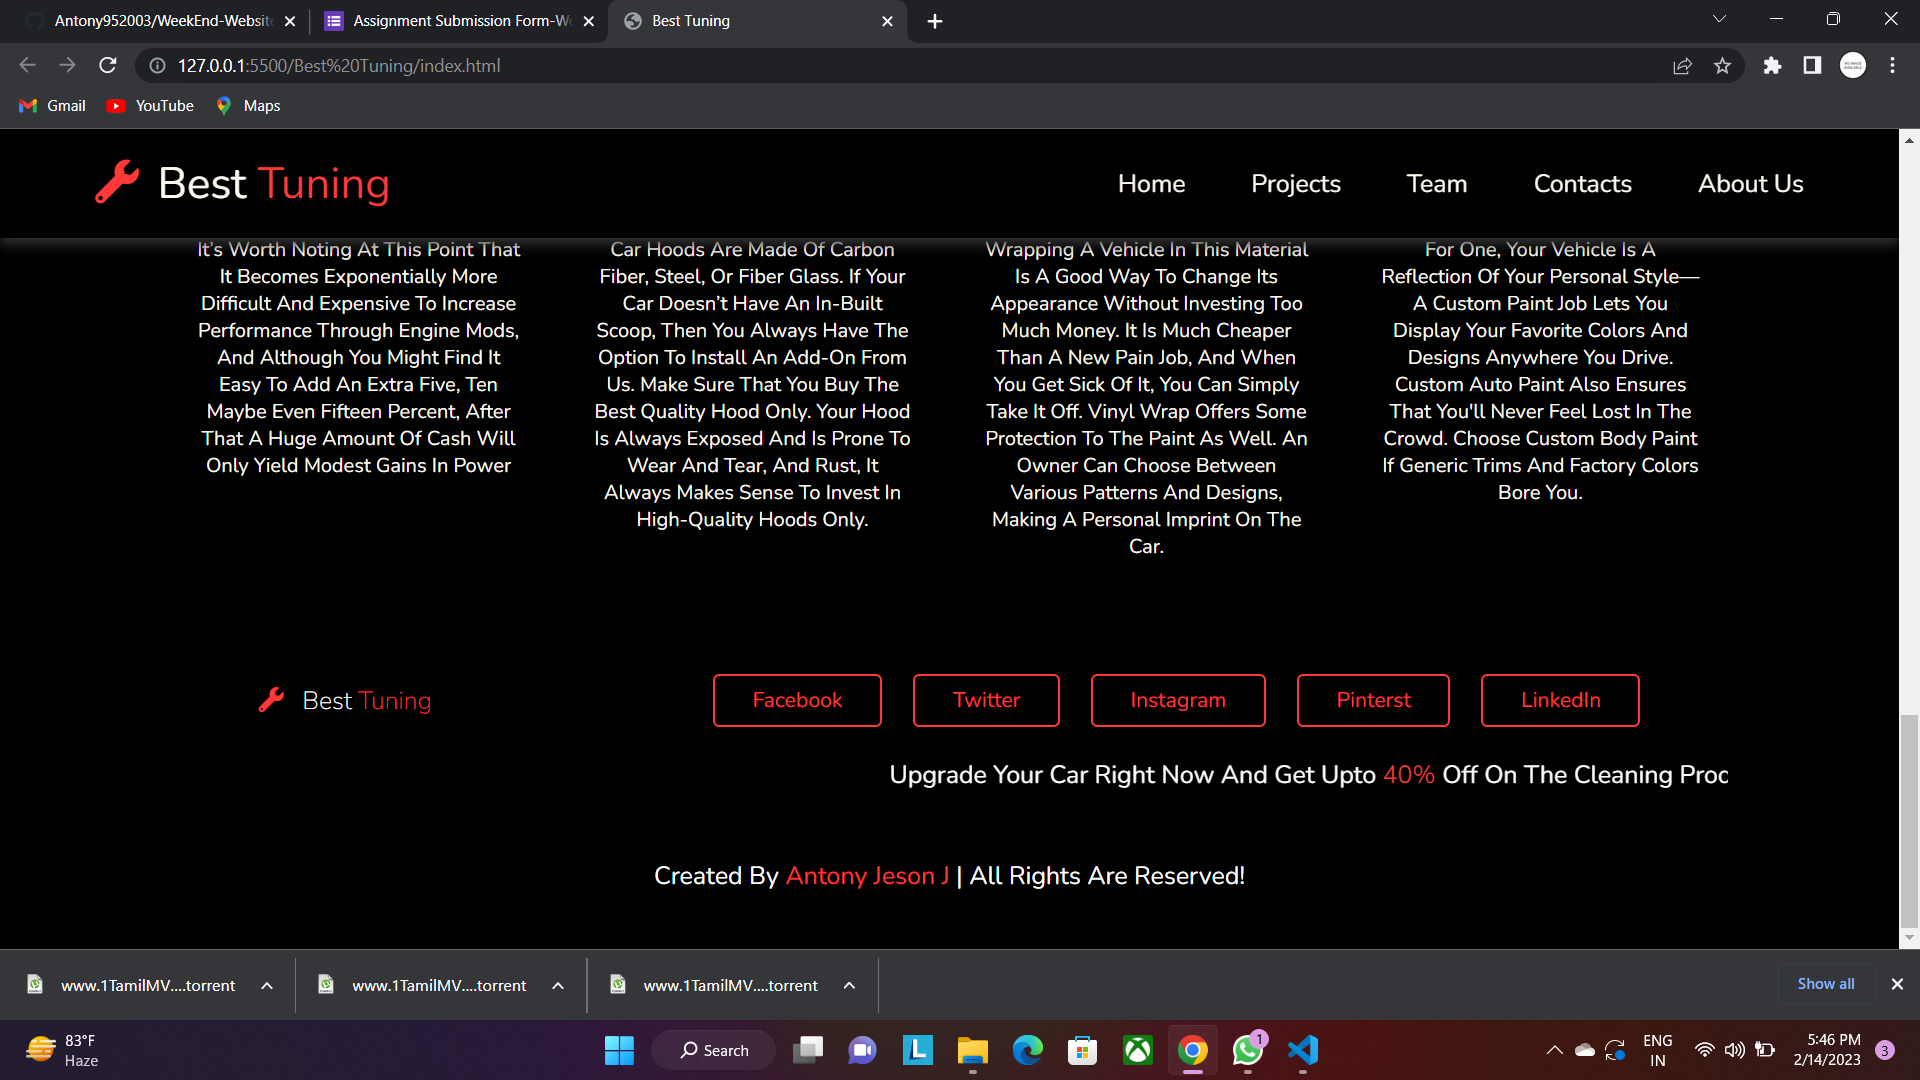 Antony952003/WeekEnd-Website
Assignment Submission Form-We
Best Tuning
127.0.0.1:5500/Best%20Tuning/index.html
Gmail
YouTube
Maps
Best Tuning
Home
Projects
Team
Contacts
About Us
It’s Worth Noting At This Point That
It Becomes Exponentially More
Difficult And Expensive To Increase
Performance Through Engine Mods,
And Although You Might Find It
Easy To Add An Extra Five, Ten
Maybe Even Fifteen Percent, After
That A Huge Amount Of Cash Will
Only Yield Modest Gains In Power
Car Hoods Are Made Of Carbon
Fiber, Steel, Or Fiber Glass. If Your
Car Doesn’t Have An In-Built
Scoop, Then You Always Have The
Option To Install An Add-On From
Us. Make Sure That You Buy The
Best Quality Hood Only. Your Hood
Is Always Exposed And Is Prone To
Wear And Tear, And Rust, It
Always Makes Sense To Invest In
High-Quality Hoods Only.
Wrapping A Vehicle In This Material
Is A Good Way To Change Its
Appearance Without Investing Too
Much Money. It Is Much Cheaper
Than A New Pain Job, And When
You Get Sick Of It, You Can Simply
Take It Off. Vinyl Wrap Offers Some
Protection To The Paint As Well. An
Owner Can Choose Between
Various Patterns And Designs,
Making A Personal Imprint On The
Car.
For One, Your Vehicle Is A
Reflection Of Your Personal Style—
A Custom Paint Job Lets You
Display Your Favorite Colors And
Designs Anywhere You Drive.
Custom Auto Paint Also Ensures
That You'll Never Feel Lost In The
Crowd. Choose Custom Body Paint
If Generic Trims And Factory Colors
Bore You.
Best Tuning
Facebook
Twitter
Instagram
Pinterst
LinkedIn
Upgrade Your Car Right Now And Get Upto 40% Off On The Cleaning Proc
Created By Antony Jeson J | All Rights Are Reserved!
www.1TamilMV....torrent
www.1TamilMV....torrent
www.1TamilMV....torrent
Show all
83°F
Haze
Search
1
ENG
IN
5:46 PM
2/14/2023
3